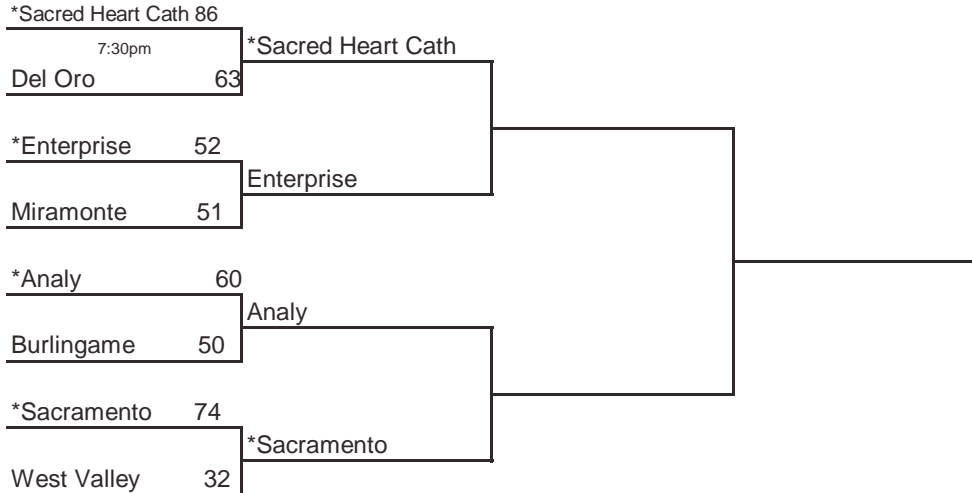 *Sacred Heart Cath 86
7:30pm
*Sacred Heart Cath
Del Oro 63
*Enterprise 52
Enterprise
Miramonte 51
*Analy 60
Analy
Burlingame 50
*Sacramento 74
*Sacramento
West Valley 32